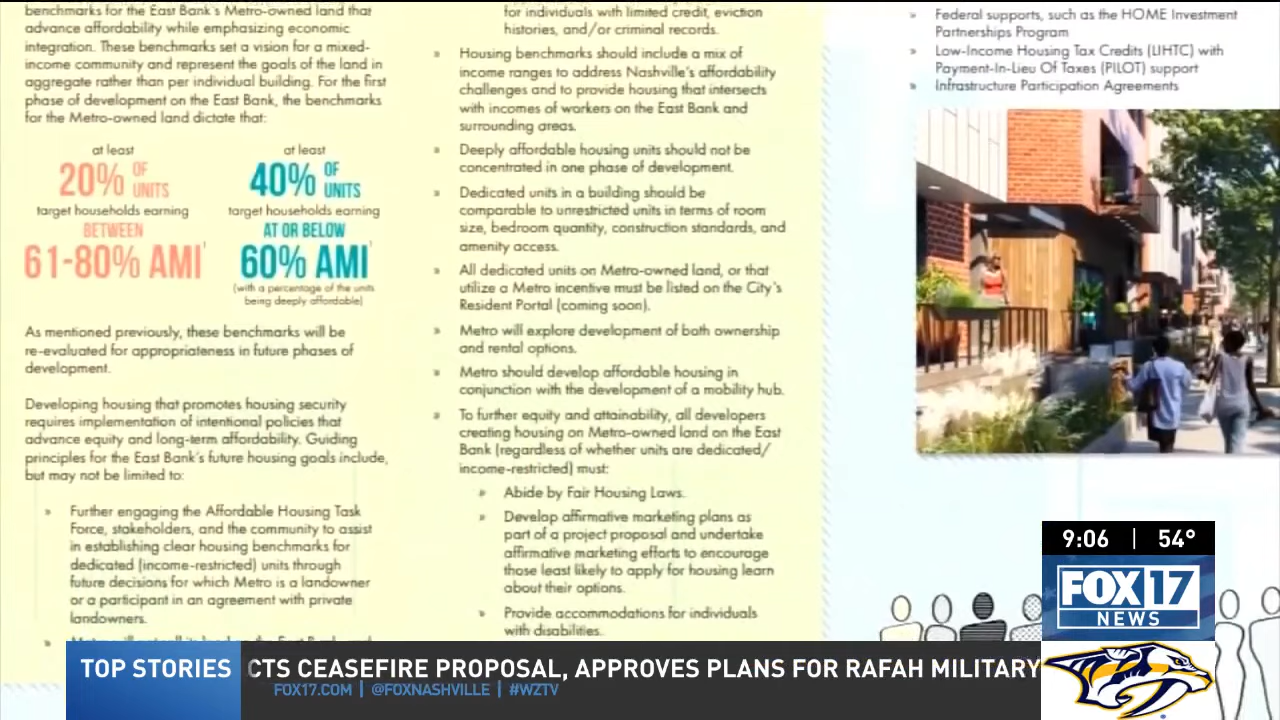 benchmarks for the East Bank's Metro-owned land that
advance affordability while emphasizing economic
integration. These benchmarks set a vision for a mixed-
income community and represent the goals of the land in
aggregate rather than per individual building. For the first
phase of development on the East Bank, the benchmarks
for the Metro-owned land dictate that:
at least
20% OF UNITS
target households earning
BETWEEN
61-80% AMI¹
at least
40% OF UNITS
target households earning
AT OR BELOW
60% AMI¹
(with a percentage of the units
being deeply affordable)
As mentioned previously, these benchmarks will be
re-evaluated for appropriateness in future phases of
development.
Developing housing that promotes housing security
requires implementation of intentional policies that
advance equity and long-term affordability. Guiding
principles for the East Bank's future housing goals include,
but may not be limited to:
» Further engaging the Affordable Housing Task
Force, stakeholders, and the community to assist
in establishing clear housing benchmarks for
dedicated (income-restricted) units through
future decisions for which Metro is a landowner
or a participant in an agreement with private
landowners.
»
for individuals with limited credit, eviction
histories, and/or criminal records.
» Housing benchmarks should include a mix of
income ranges to address Nashville's affordability
challenges and to provide housing that intersects
with incomes of workers on the East Bank and
surrounding areas.
» Deeply affordable housing units should not be
concentrated in one phase of development.
» Dedicated units in a building should be
comparable to unrestricted units in terms of room
size, bedroom quantity, construction standards, and
amenity access.
» All dedicated units on Metro-owned land, or that
utilize a Metro incentive must be listed on the City's
Resident Portal (coming soon).
» Metro will explore development of both ownership
and rental options.
» Metro should develop affordable housing in
conjunction with the development of a mobility hub.
» To further equity and attainability, all developers
creating housing on Metro-owned land on the East
Bank (regardless of whether units are dedicated/
income-restricted) must:
» Abide by Fair Housing Laws.
» Develop affirmative marketing plans as
part of a project proposal and undertake
affirmative marketing efforts to encourage
those least likely to apply for housing learn
about their options.
» Provide accommodations for individuals
with disabilities.
» Federal supports, such as the HOME Investment
Partnerships Program
» Low-Income Housing Tax Credits (LIHTC) with
Payment-In-Lieu Of Taxes (PILOT) support
» Infrastructure Participation Agreements
9:06 | 54°
FOX 17
NEWS
TOP STORIES
CTS CEASEFIRE PROPOSAL, APPROVES PLANS FOR RAFAH MILITARY
FOX17.COM | @FOXNASHVILLE | #WZTV